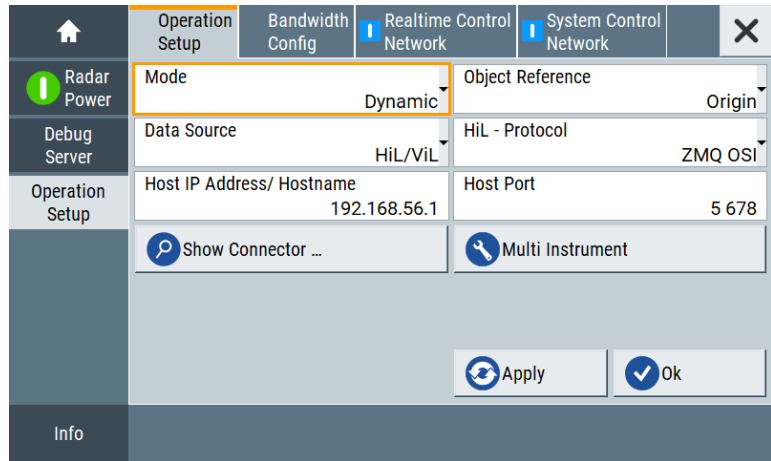 Operation
Setup
Bandwidth
Config
Realtime Control
Network
System Control
Network
Radar
Power
Debug
Server
Operation
Setup
Info
Mode
Dynamic
Object Reference
Origin
Data Source
HiL/ViL
HiL - Protocol
ZMQ OSI
Host IP Address/ Hostname
192.168.56.1
Host Port
5 678
Show Connector ...
Multi Instrument
Apply
Ok